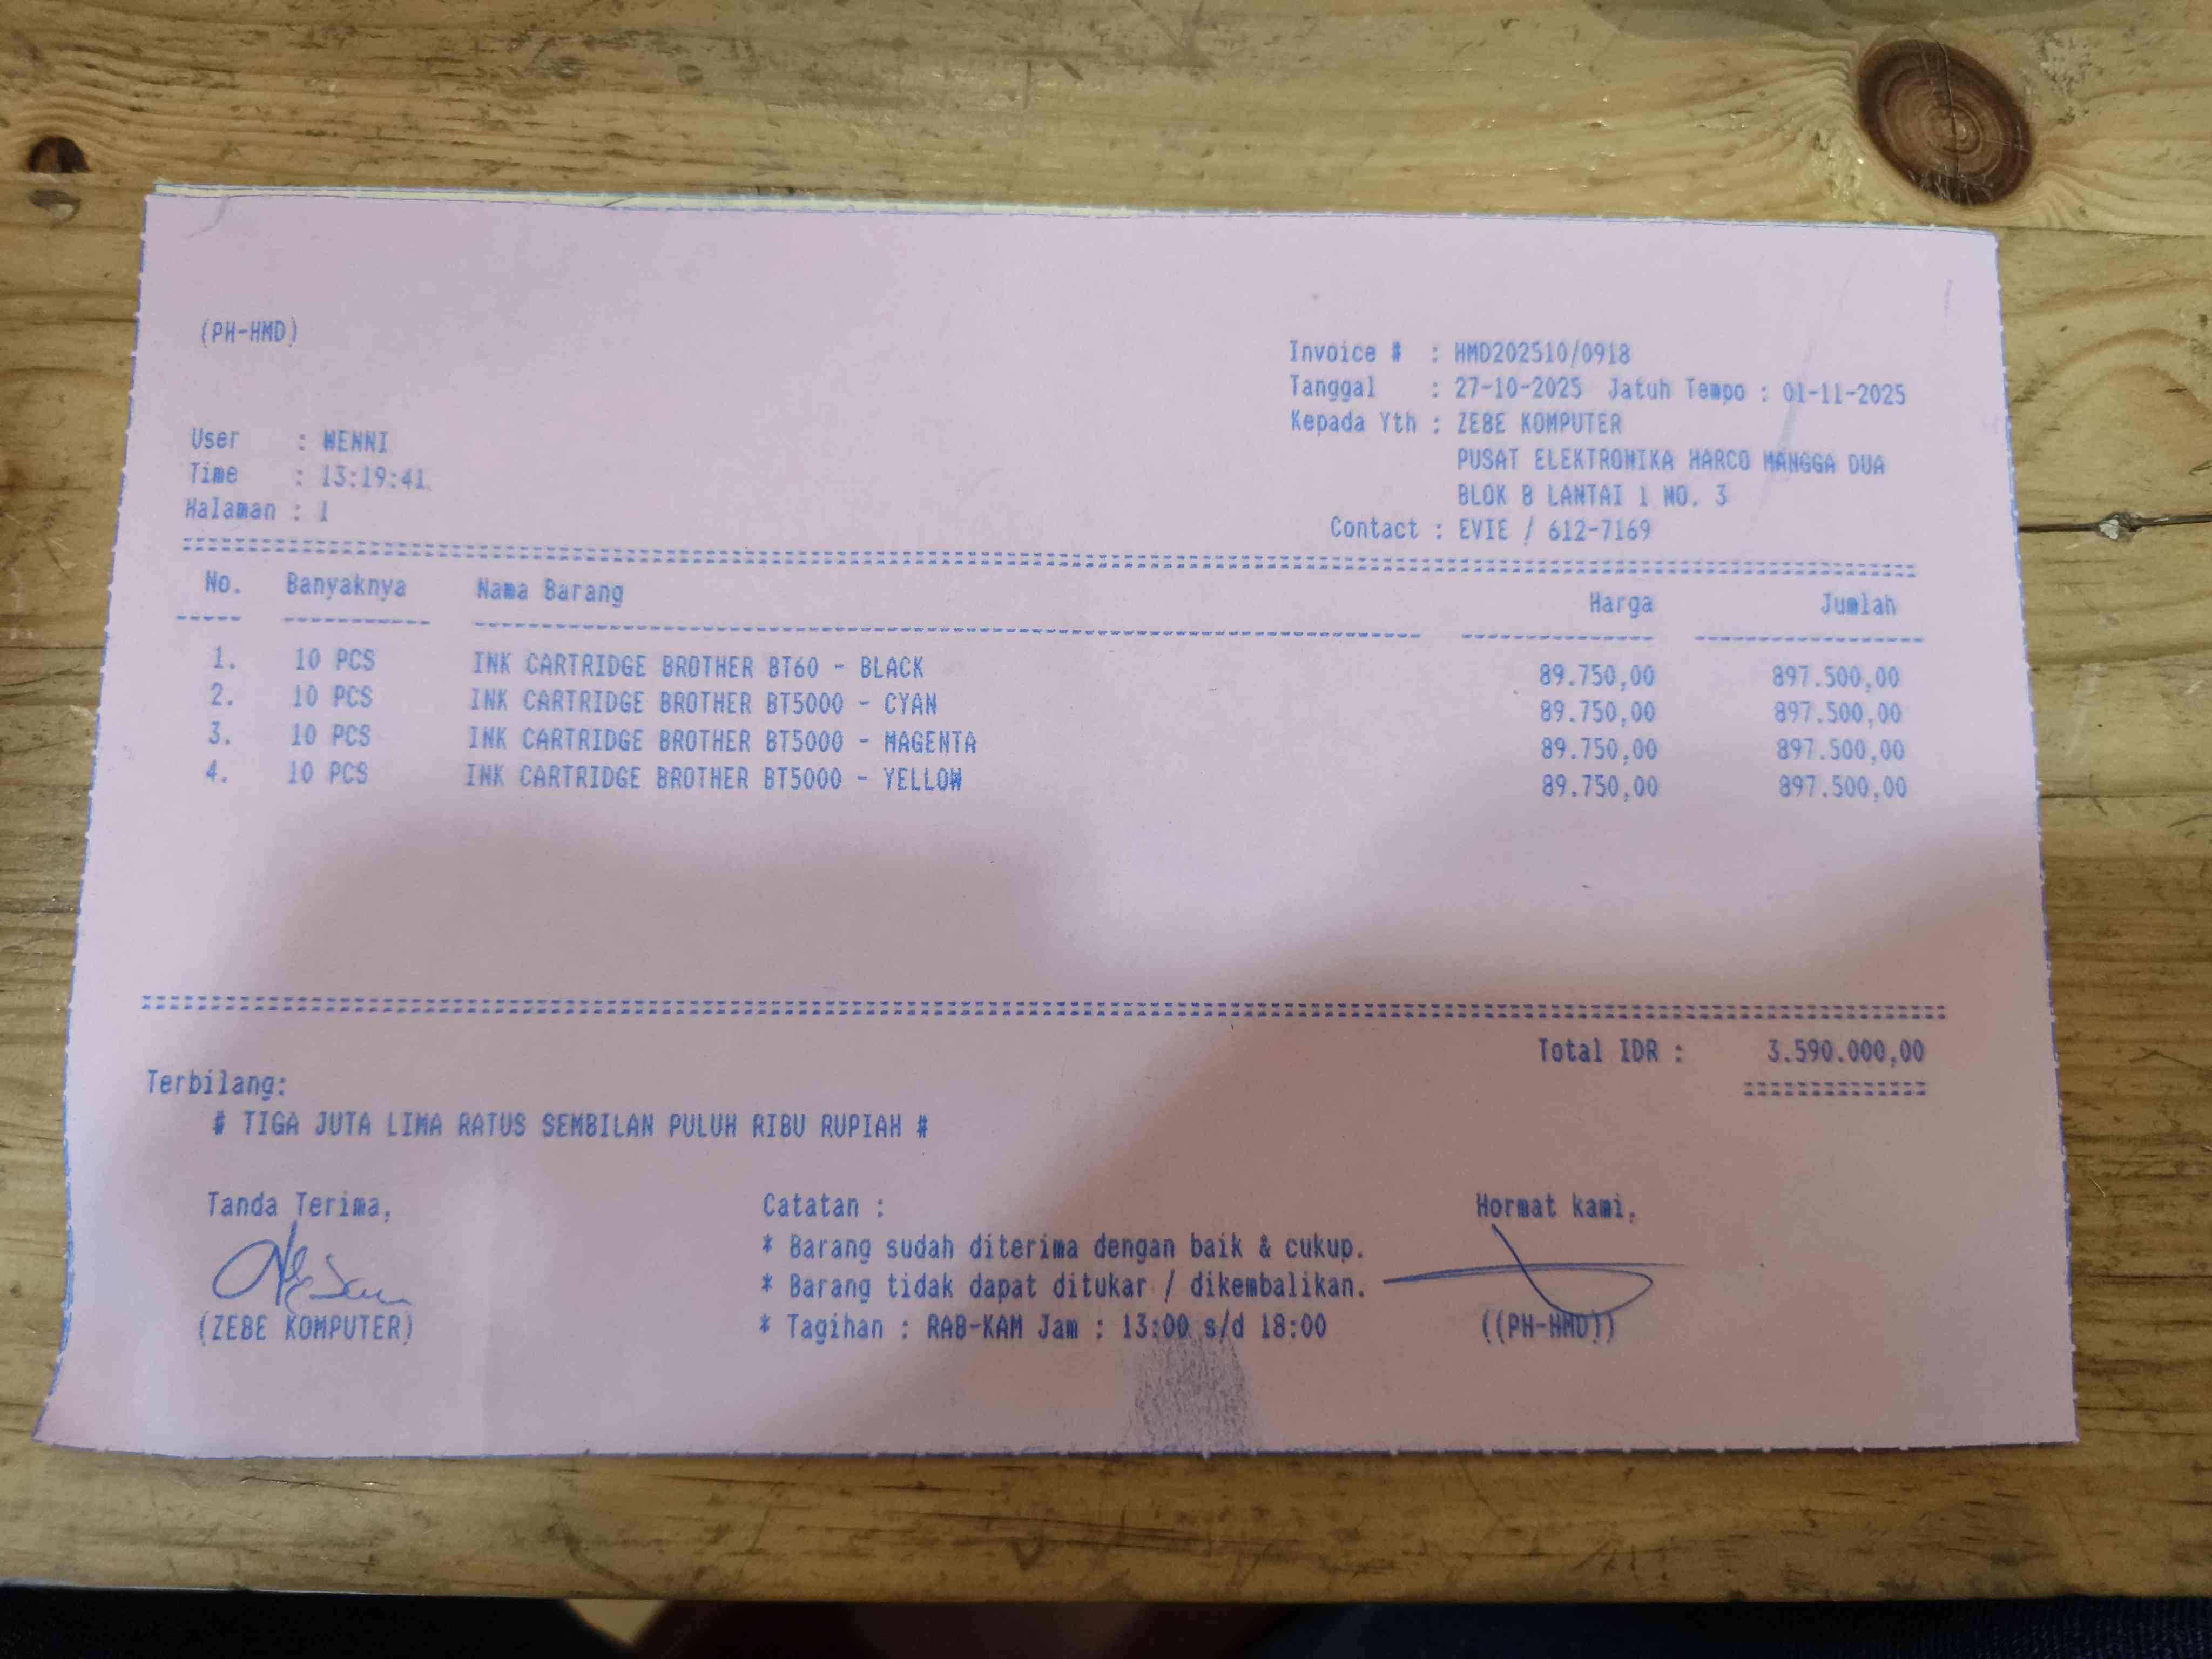 (PH-HMD)
Invoice # : HMD202510/0918
Tanggal : 27-10-2025 Jatuh Tempo : 01-11-2025
Kepada Yth : ZEBE KOMPUTER
PUSAT ELEKTRONIKA HARCO MANGGA DUA
BLOK B LANTAI 1 NO. 3
Contact : EVIE / 612-7169
User : WENNI
Time : 13:19:41
Halaman : 1
No. Banyaknya Nama Barang Harga Jumlah
1. 10 PCS INK CARTRIDGE BROTHER BT60 - BLACK 89.750,00 897.500,00
2. 10 PCS INK CARTRIDGE BROTHER BT5000 - CYAN 89.750,00 897.500,00
3. 10 PCS INK CARTRIDGE BROTHER BT5000 - MAGENTA 89.750,00 897.500,00
4. 10 PCS INK CARTRIDGE BROTHER BT5000 - YELLOW 89.750,00 897.500,00
Total IDR : 3.590.000,00
Terbilang:
# TIGA JUTA LIMA RATUS SEMBILAN PULUH RIBU RUPIAH #
Tanda Terima,
(ZEBE KOMPUTER)
Catatan :
* Barang sudah diterima dengan baik & cukup.
* Barang tidak dapat ditukar / dikembalikan.
* Tagihan : RAB-KAM Jam : 13:00 s/d 18:00
Hormat kami,
((PH-HMD))